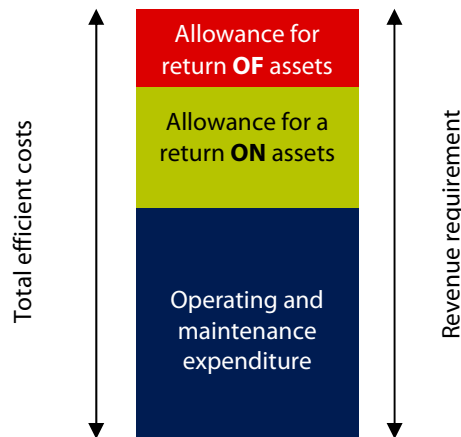 Allowance for
return OF assets
Allowance for a
return ON assets
Operating and
maintenance
expenditure
Total efficient costs
Revenue requirement